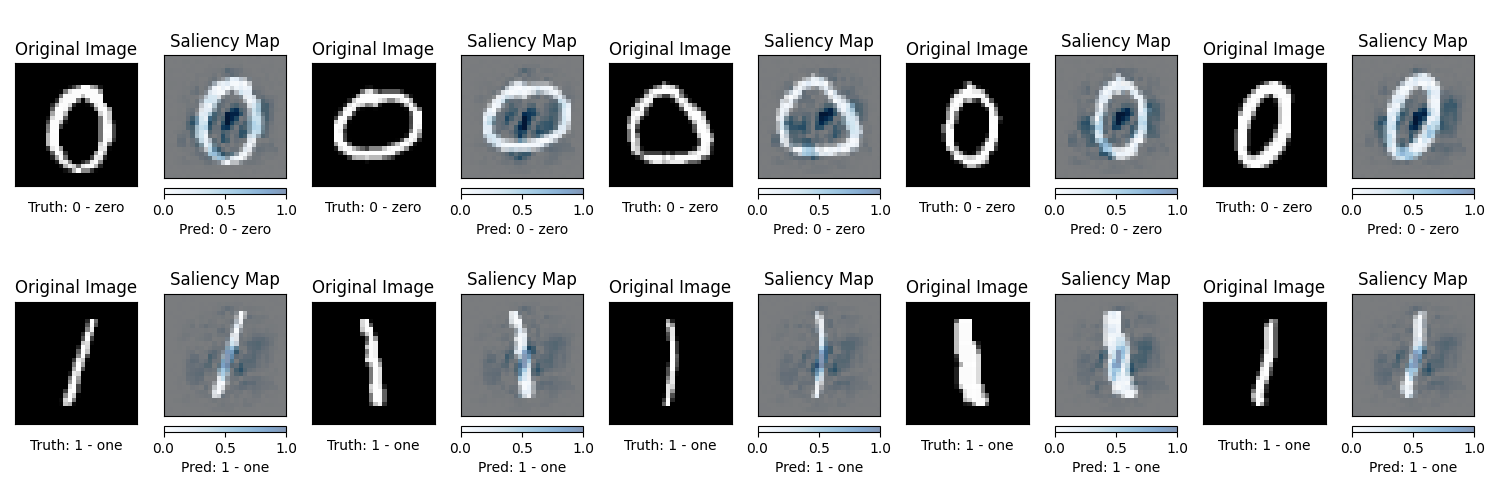 Original Image Saliency Map Original Image Saliency Map Original Image Saliency Map Original Image Saliency Map Original Image Saliency Map
Truth: 0 - zero 0.0 0.5 1.0 Truth: 0 - zero 0.0 0.5 1.0 Truth: 0 - zero 0.0 0.5 1.0 Truth: 0 - zero 0.0 0.5 1.0 Truth: 0 - zero 0.0 0.5 1.0
Pred: 0 - zero Pred: 0 - zero Pred: 0 - zero Pred: 0 - zero Pred: 0 - zero
Original Image Saliency Map Original Image Saliency Map Original Image Saliency Map Original Image Saliency Map Original Image Saliency Map
Truth: 1 - one 0.0 0.5 1.0 Truth: 1 - one 0.0 0.5 1.0 Truth: 1 - one 0.0 0.5 1.0 Truth: 1 - one 0.0 0.5 1.0 Truth: 1 - one 0.0 0.5 1.0
Pred: 1 - one Pred: 1 - one Pred: 1 - one Pred: 1 - one Pred: 1 - one